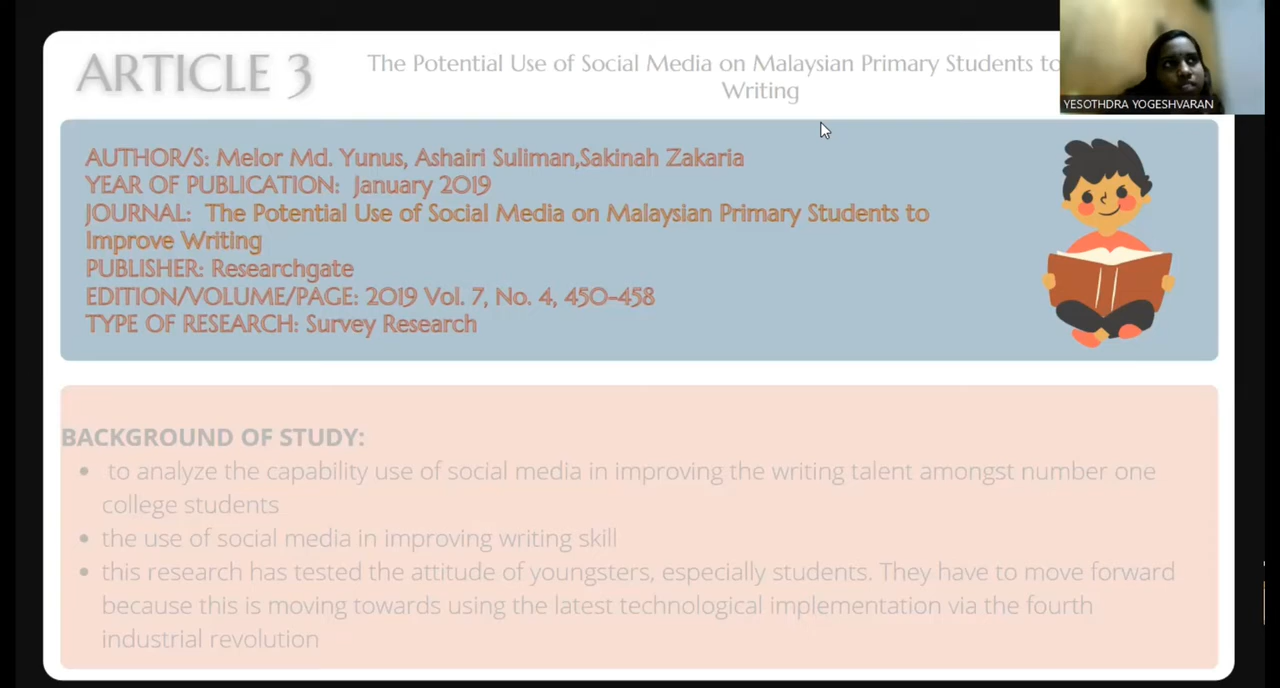 ARTICLE 3
The Potential Use of Social Media on Malaysian Primary Students to
Writing
YESOTHDRA YOGESHVARAN
AUTHOR/S: Melor Md. Yunus, Ashairi Suliman,Sakinah Zakaria
YEAR OF PUBLICATION:  January 2019
JOURNAL:  The Potential Use of Social Media on Malaysian Primary Students to
Improve Writing
PUBLISHER: Researchgate
EDITION/VOLUME/PAGE: 2019 Vol. 7, No. 4, 450-458
TYPE OF RESEARCH: Survey Research
BACKGROUND OF STUDY:
• to analyze the capability use of social media in improving the writing talent amongst number one
college students
• the use of social media in improving writing skill
• this research has tested the attitude of youngsters, especially students. They have to move forward
because this is moving towards using the latest technological implementation via the fourth
industrial revolution